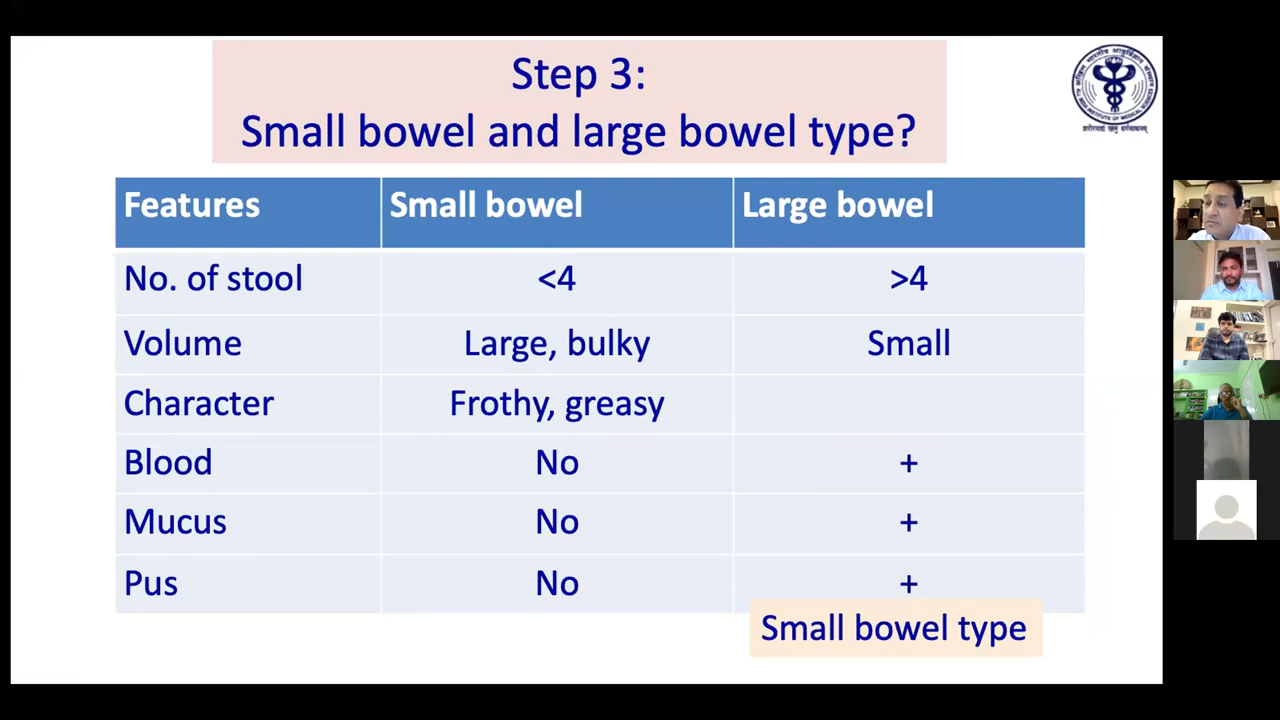 Step 3:
Small bowel and large bowel type?
Features Small bowel Large bowel
No. of stool <4 >4
Volume Large, bulky Small
Character Frothy, greasy
Blood No +
Mucus No +
Pus No +
Small bowel type